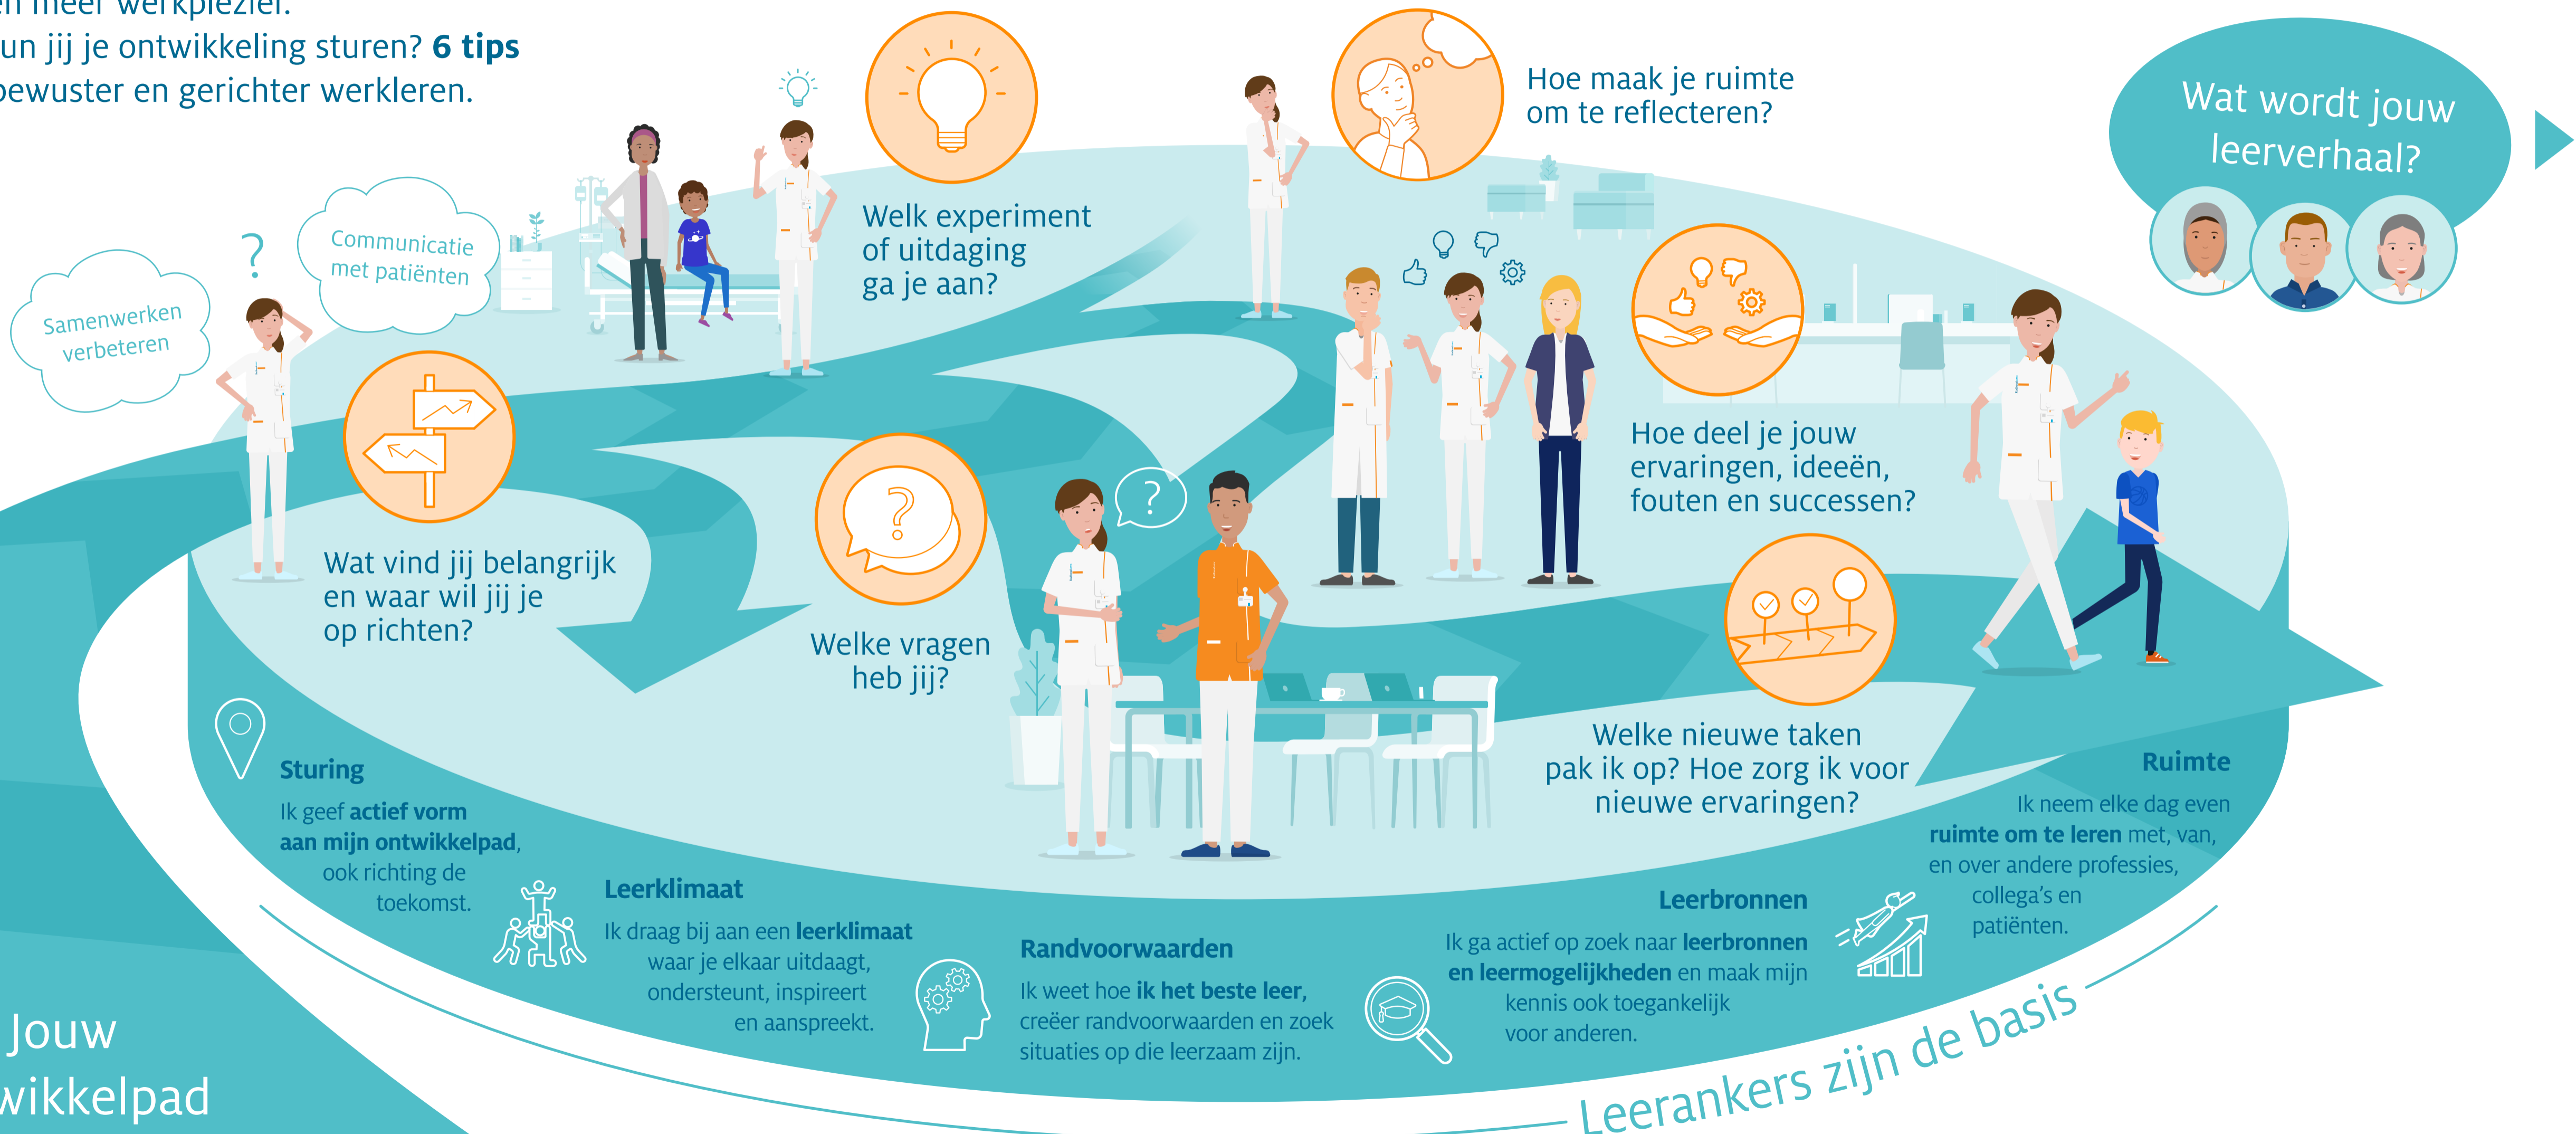 en meer werkplezier.
un jij je ontwikkeling sturen? 6 tips
bewuster en gerichter werkleren.
Samenwerken
verbeteren
?
Communicatie
met patiënten
Wat vind jij belangrijk
en waar wil jij je
op richten?
Welk experiment
of uitdaging
ga je aan?
Welke vragen
heb jij?
?
?
Hoe maak je ruimte
om te reflecteren?
Hoe deel je jouw
ervaringen, ideeën,
fouten en successen?
Welke nieuwe taken
pak ik op? Hoe zorg ik voor
nieuwe ervaringen?
Wat wordt jouw
leerverhaal?
Sturing
Ik geef actief vorm
aan mijn ontwikkelpad,
ook richting de
toekomst.
Leerklimaat
Ik draag bij aan een leerklimaat
waar je elkaar uitdaagt,
ondersteunt, inspireert
en aanspreekt.
Randvoorwaarden
Ik weet hoe ik het beste leer,
creëer randvoorwaarden en zoek
situaties op die leerzaam zijn.
Leerbronnen
Ik ga actief op zoek naar leerbronnen
en leermogelijkheden en maak mijn
kennis ook toegankelijk
voor anderen.
Ruimte
Ik neem elke dag even
ruimte om te leren met, van,
en over andere professies,
collega's en
patiënten.
Jouw
wikkelpad
Leerankers zijn de basis